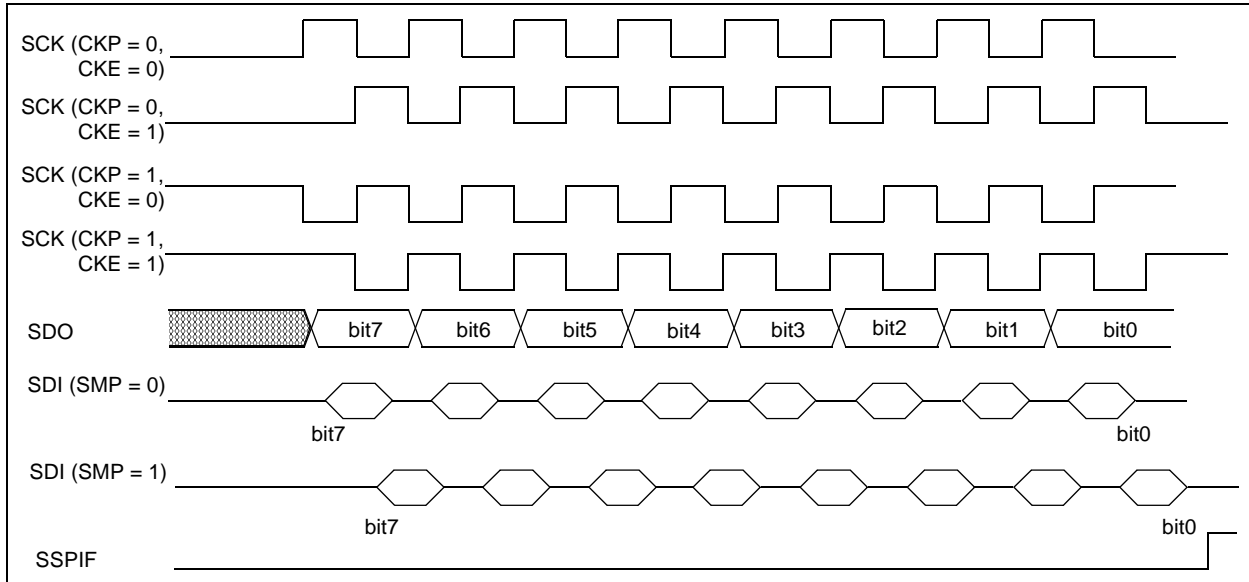 SCK (CKP = 0,
CKE = 0)
SCK (CKP = 0,
CKE = 1)
SCK (CKP = 1,
CKE = 0)
SCK (CKP = 1,
CKE = 1)
SDO bit7 bit6 bit5 bit4 bit3 bit2 bit1 bit0
SDI (SMP = 0)
bit7 bit0
SDI (SMP = 1)
bit7 bit0
SSPIF